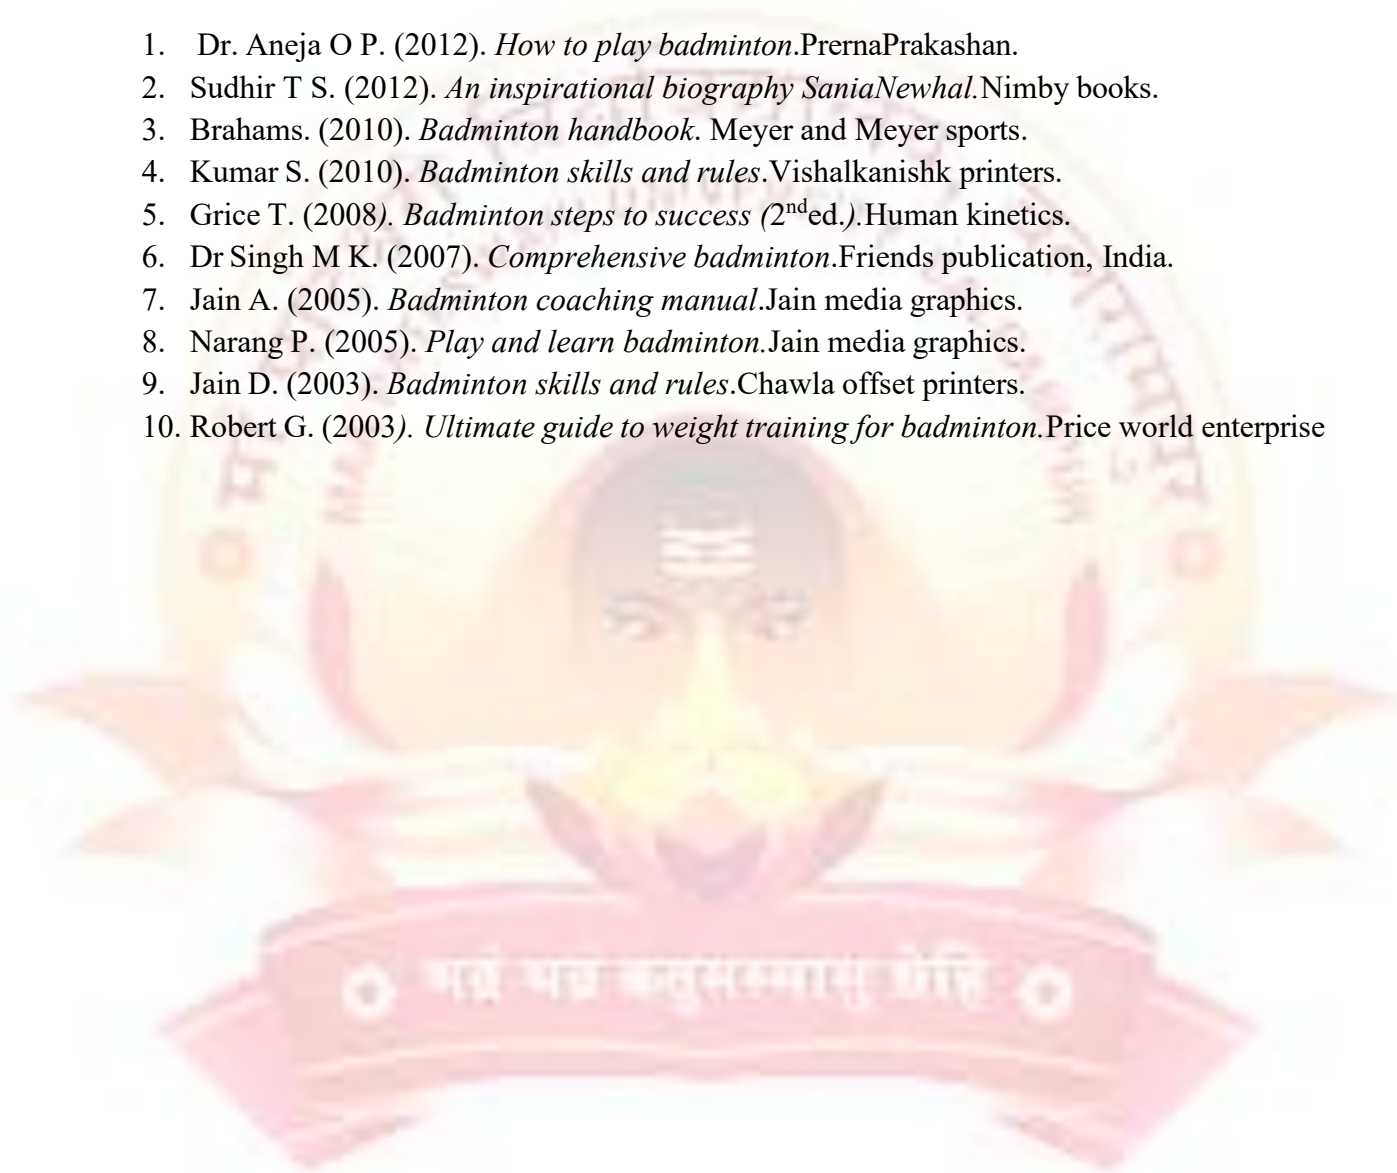 1. Dr. Aneja O P. (2012). How to play badminton.PrernaPrakashan.
2. Sudhir T S. (2012). An inspirational biography SaniaNewhal.Nimby books.
3. Brahams. (2010). Badminton handbook. Meyer and Meyer sports.
4. Kumar S. (2010). Badminton skills and rules.Vishalkanishk printers.
5. Grice T. (2008). Badminton steps to success (2nded.).Human kinetics.
6. Dr Singh M K. (2007). Comprehensive badminton.Friends publication, India.
7. Jain A. (2005). Badminton coaching manual.Jain media graphics.
8. Narang P. (2005). Play and learn badminton.Jain media graphics.
9. Jain D. (2003). Badminton skills and rules.Chawla offset printers.
10. Robert G. (2003). Ultimate guide to weight training for badminton.Price world enterprise